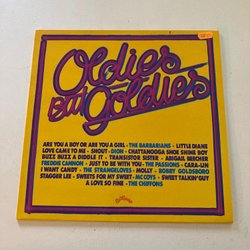 Oldies
But
Goldies
ARE YOU A BOY OR ARE YOU A GIRL - THE BARBARIANS - LITTLE DIANE
LOVE CAME TO ME - SHOUT - DION - CHATTANOOGA SHOE SHINE BOY
BUZZ BUZZ A DIDDLE IT - TRANSISTOR SISTER - ABIGAIL BEECHER
FREDDIE CANNON - JUST TO BE WITH YOU - THE PASSIONS - CARA-LIN
I WANT CANDY - THE STRANGELOVES - MOLLY - BOBBY GOLDSBORO
STAGGER LEE - SWEETS FOR MY SWEET - MCCOYS - SWEET TALKIN' GUY
A LOVE SO FINE - THE CHIFFONS